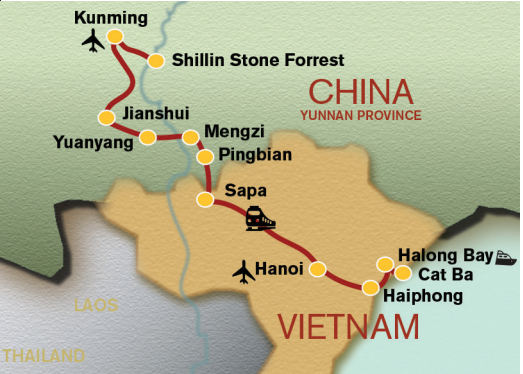 Kunming
Shillin Stone Forrest
CHINA
YUNNAN PROVINCE
Jianshui
Yuanyang
Mengzi
Pingbian
Sapa
Halong Bay
Hanoi
Cat Ba
Haiphong
LAOS
VIETNAM
THAILAND